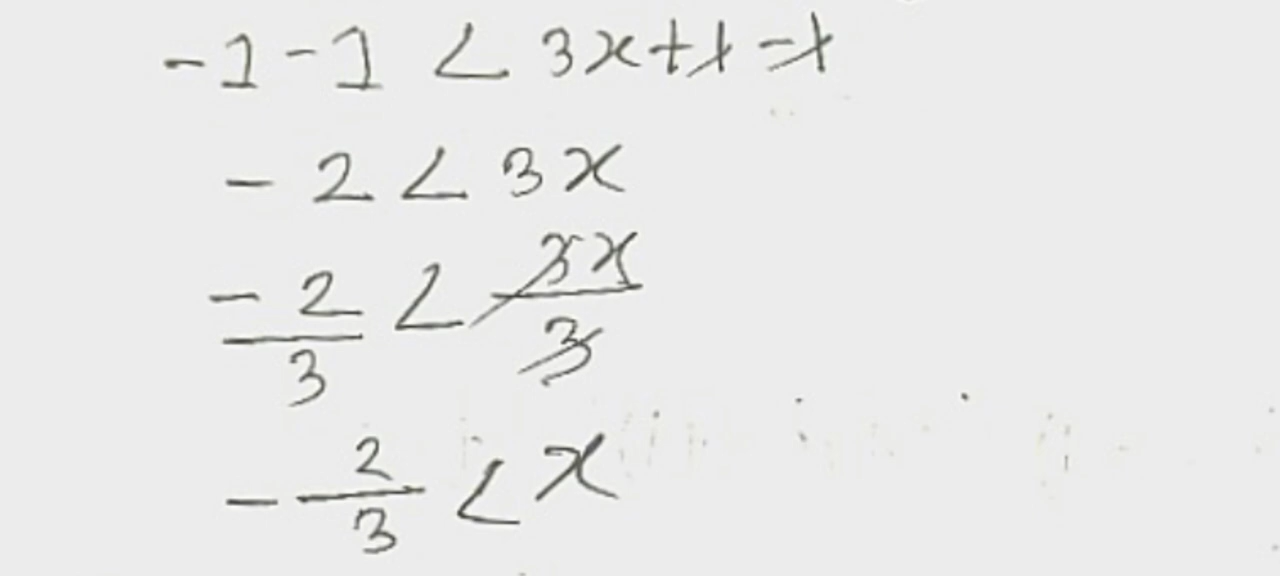 -1-1 < 3x+1-1
-2 < 3x
-2/3 < 3x/3
-2/3 < x